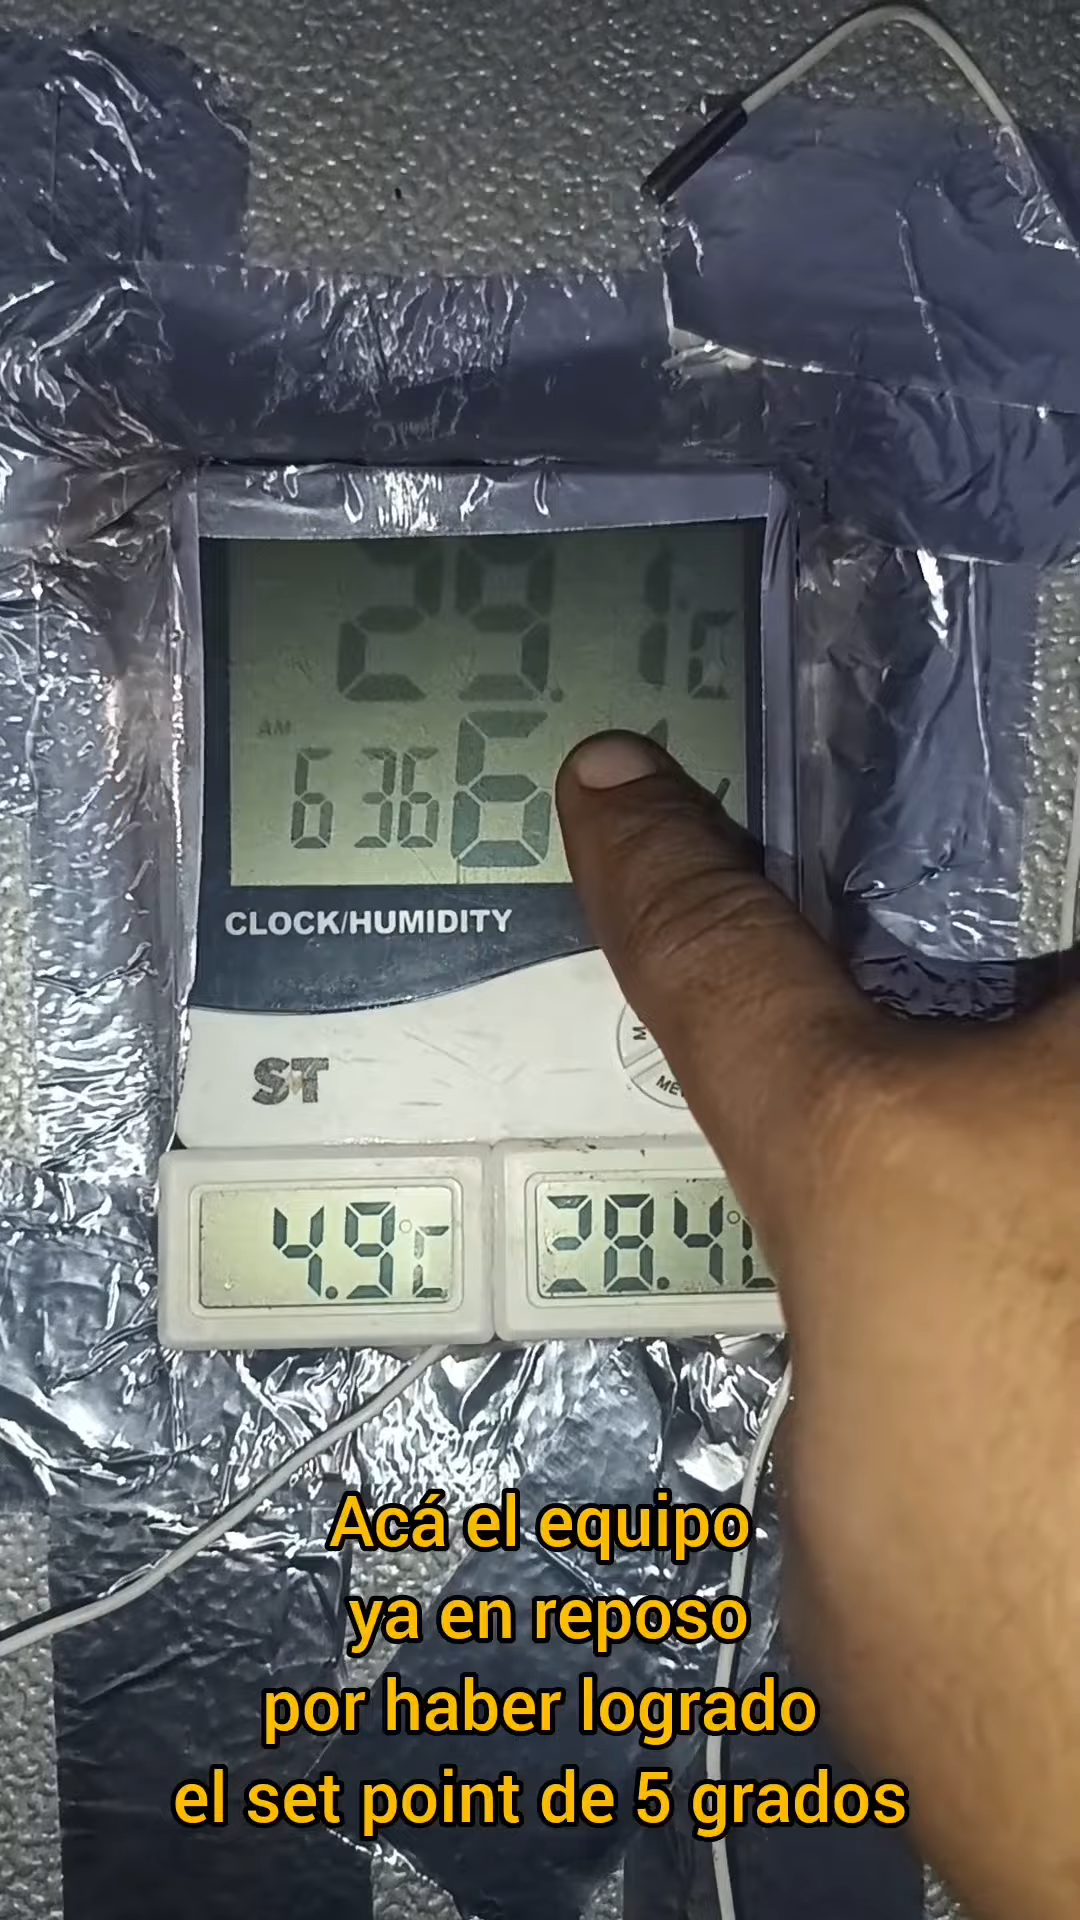 29.1°C
AM
6 36 6
CLOCK/HUMIDITY
ST
4.9°C
28.4
Acá el equipo
ya en reposo
por haber logrado
el set point de 5 grados